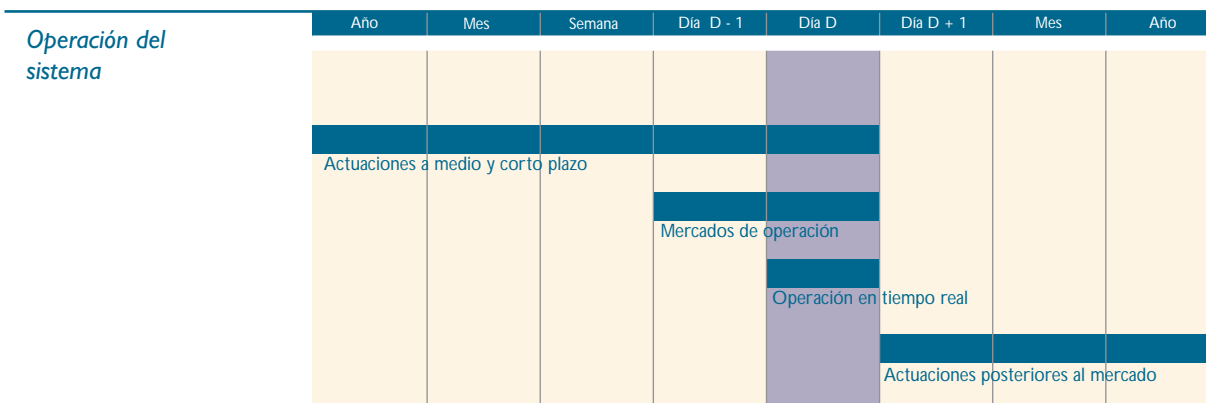 Operación del
sistema
Año Mes Semana Día D - 1 Día D Día D + 1 Mes Año
Actuaciones a medio y corto plazo
Mercados de operación
Operación en tiempo real
Actuaciones posteriores al mercado